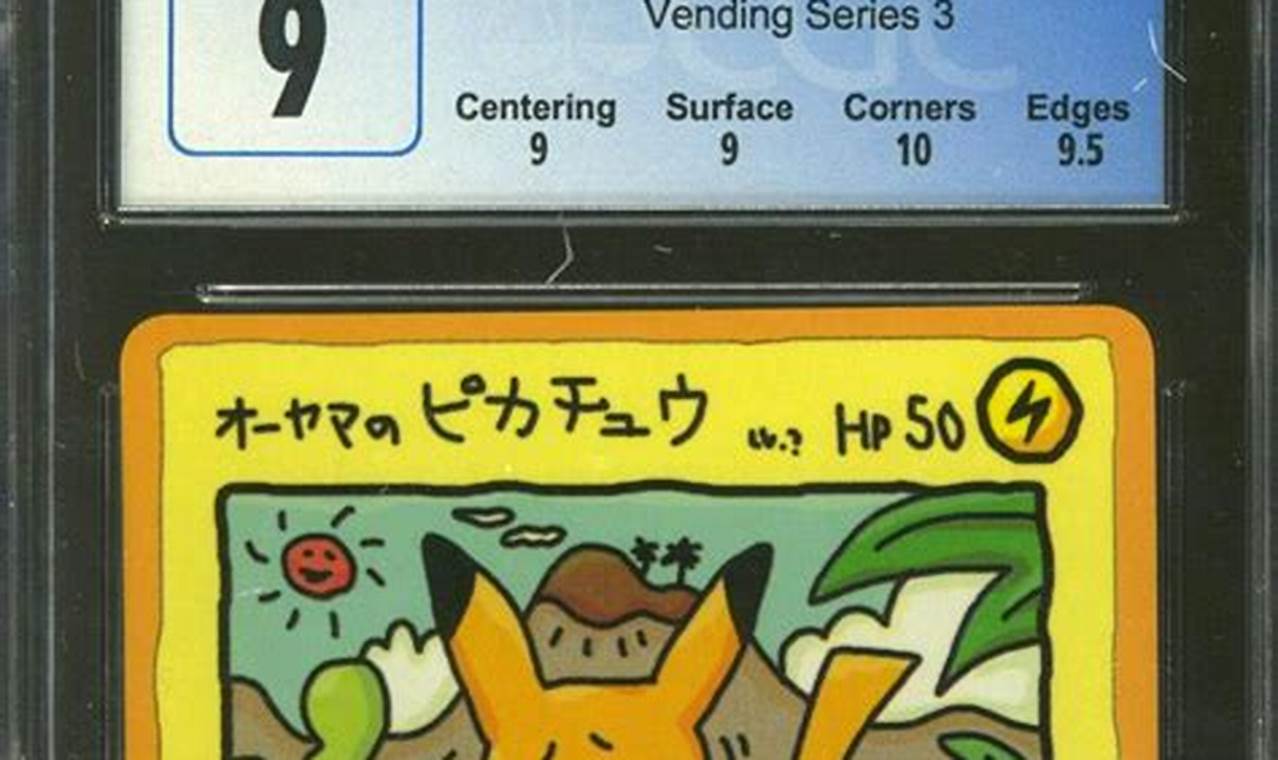 Vending Series 3
9
Centering Surface Corners Edges
9 9 10 9.5
オーヤマのピカチュウ LV.? HP 50